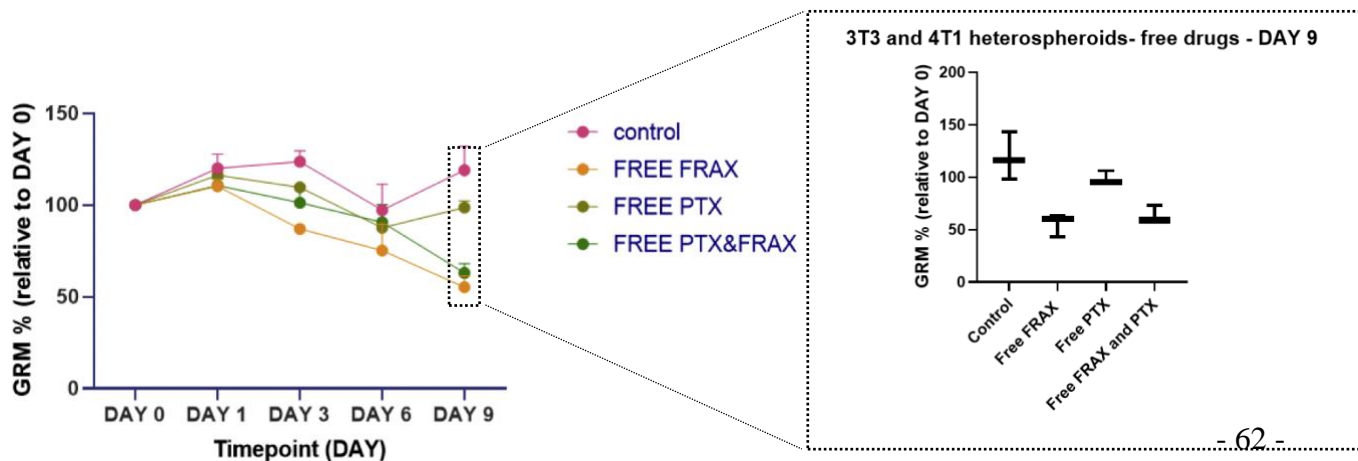 GRM % (relative to DAY 0)
150
100
50
0
DAY 0 DAY 1 DAY 3 DAY 6 DAY 9
Timepoint (DAY)
control
FREE FRAX
FREE PTX
FREE PTX&FRAX
3T3 and 4T1 heterospheroids- free drugs - DAY 9
GRM % (relative to DAY 0)
200
150
100
50
0
Control
Free FRAX
Free PTX
Free FRAX and PTX
- 62 -